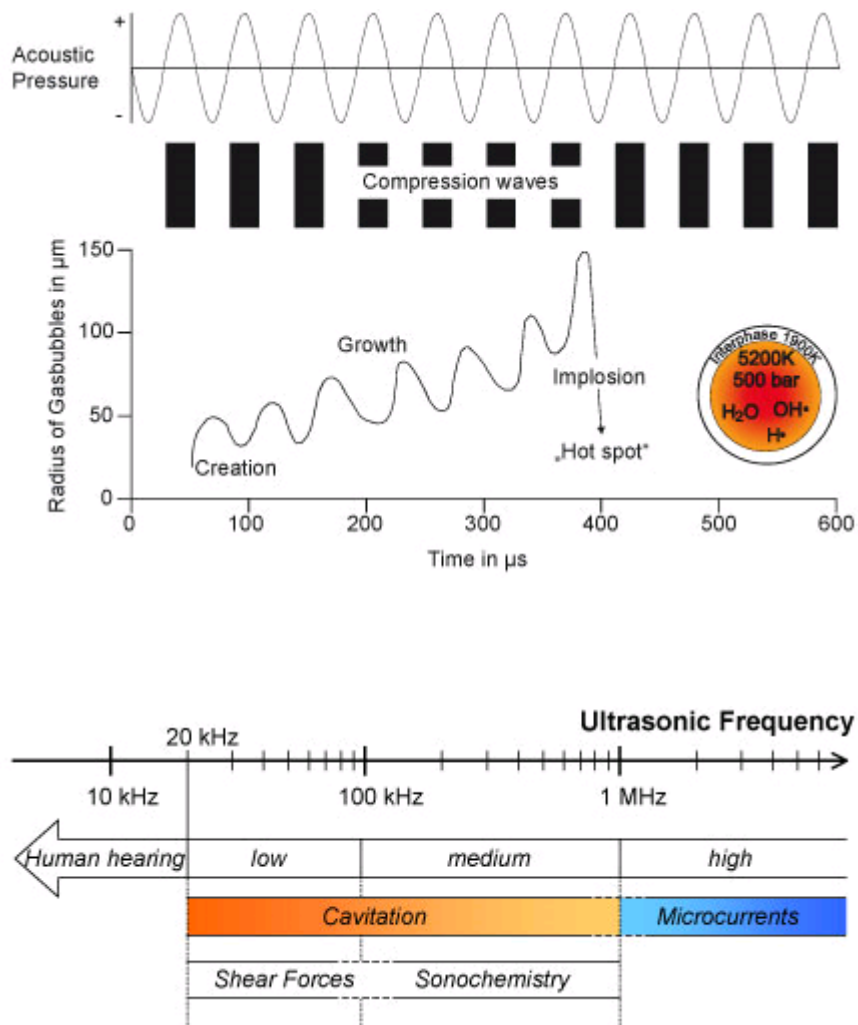 +
Acoustic
Pressure
-
Compression waves
Radius of Gasbubbles in µm
150
100
50
0
Creation
Growth
Implosion
„Hot spot“
Interphase 1900K
5200K
500 bar
H₂O OH•
H•
0 100 200 300 400 500 600
Time in µs
Ultrasonic Frequency
20 kHz
10 kHz 100 kHz 1 MHz
Human hearing low medium high
Cavitation Microcurrents
Shear Forces Sonochemistry